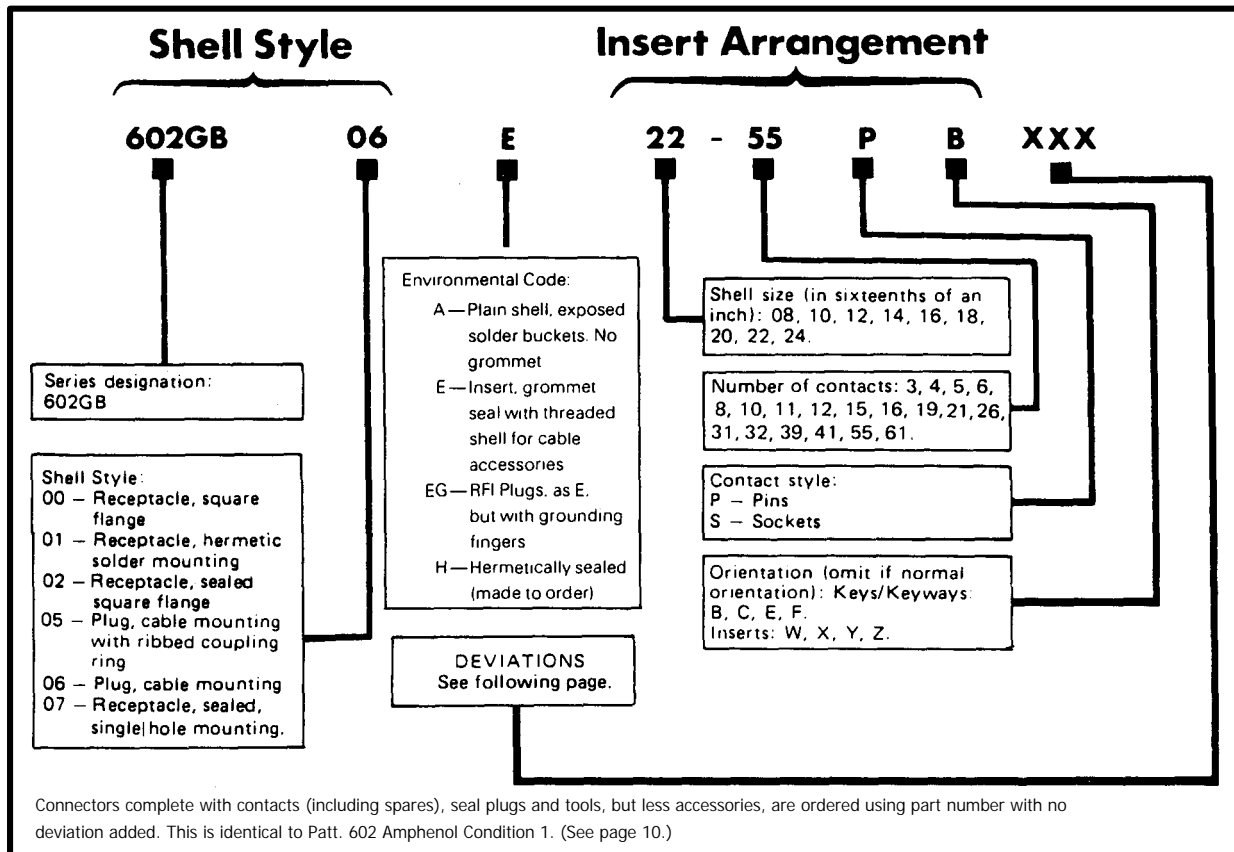 Shell Style
Insert Arrangement
602GB 06 E 22 - 55 P B XXX
Series designation:
602GB
Shell Style:
00 – Receptacle, square
flange
01 – Receptacle, hermetic
solder mounting
02 – Receptacle, sealed
square flange
05 – Plug, cable mounting
with ribbed coupling
ring
06 – Plug, cable mounting
07 – Receptacle, sealed,
single hole mounting.
Environmental Code:
A—Plain shell, exposed
solder buckets. No
grommet
E—Insert, grommet
seal with threaded
shell for cable
accessories
EG—RFI Plugs, as E.
but with grounding
fingers
H—Hermetically sealed
(made to order)
DEVIATIONS
See following page.
Shell size (in sixteenths of an
inch): 08, 10, 12, 14, 16, 18,
20, 22, 24.
Number of contacts: 3, 4, 5, 6,
8, 10, 11, 12, 15, 16, 19, 21, 26,
31, 32, 39, 41, 55, 61.
Contact style:
P – Pins
S – Sockets
Orientation (omit if normal
orientation): Keys/Keyways:
B, C, E, F.
Inserts: W, X, Y, Z.
Connectors complete with contacts (including spares), seal plugs and tools, but less accessories, are ordered using part number with no
deviation added. This is identical to Patt. 602 Amphenol Condition 1. (See page 10.)